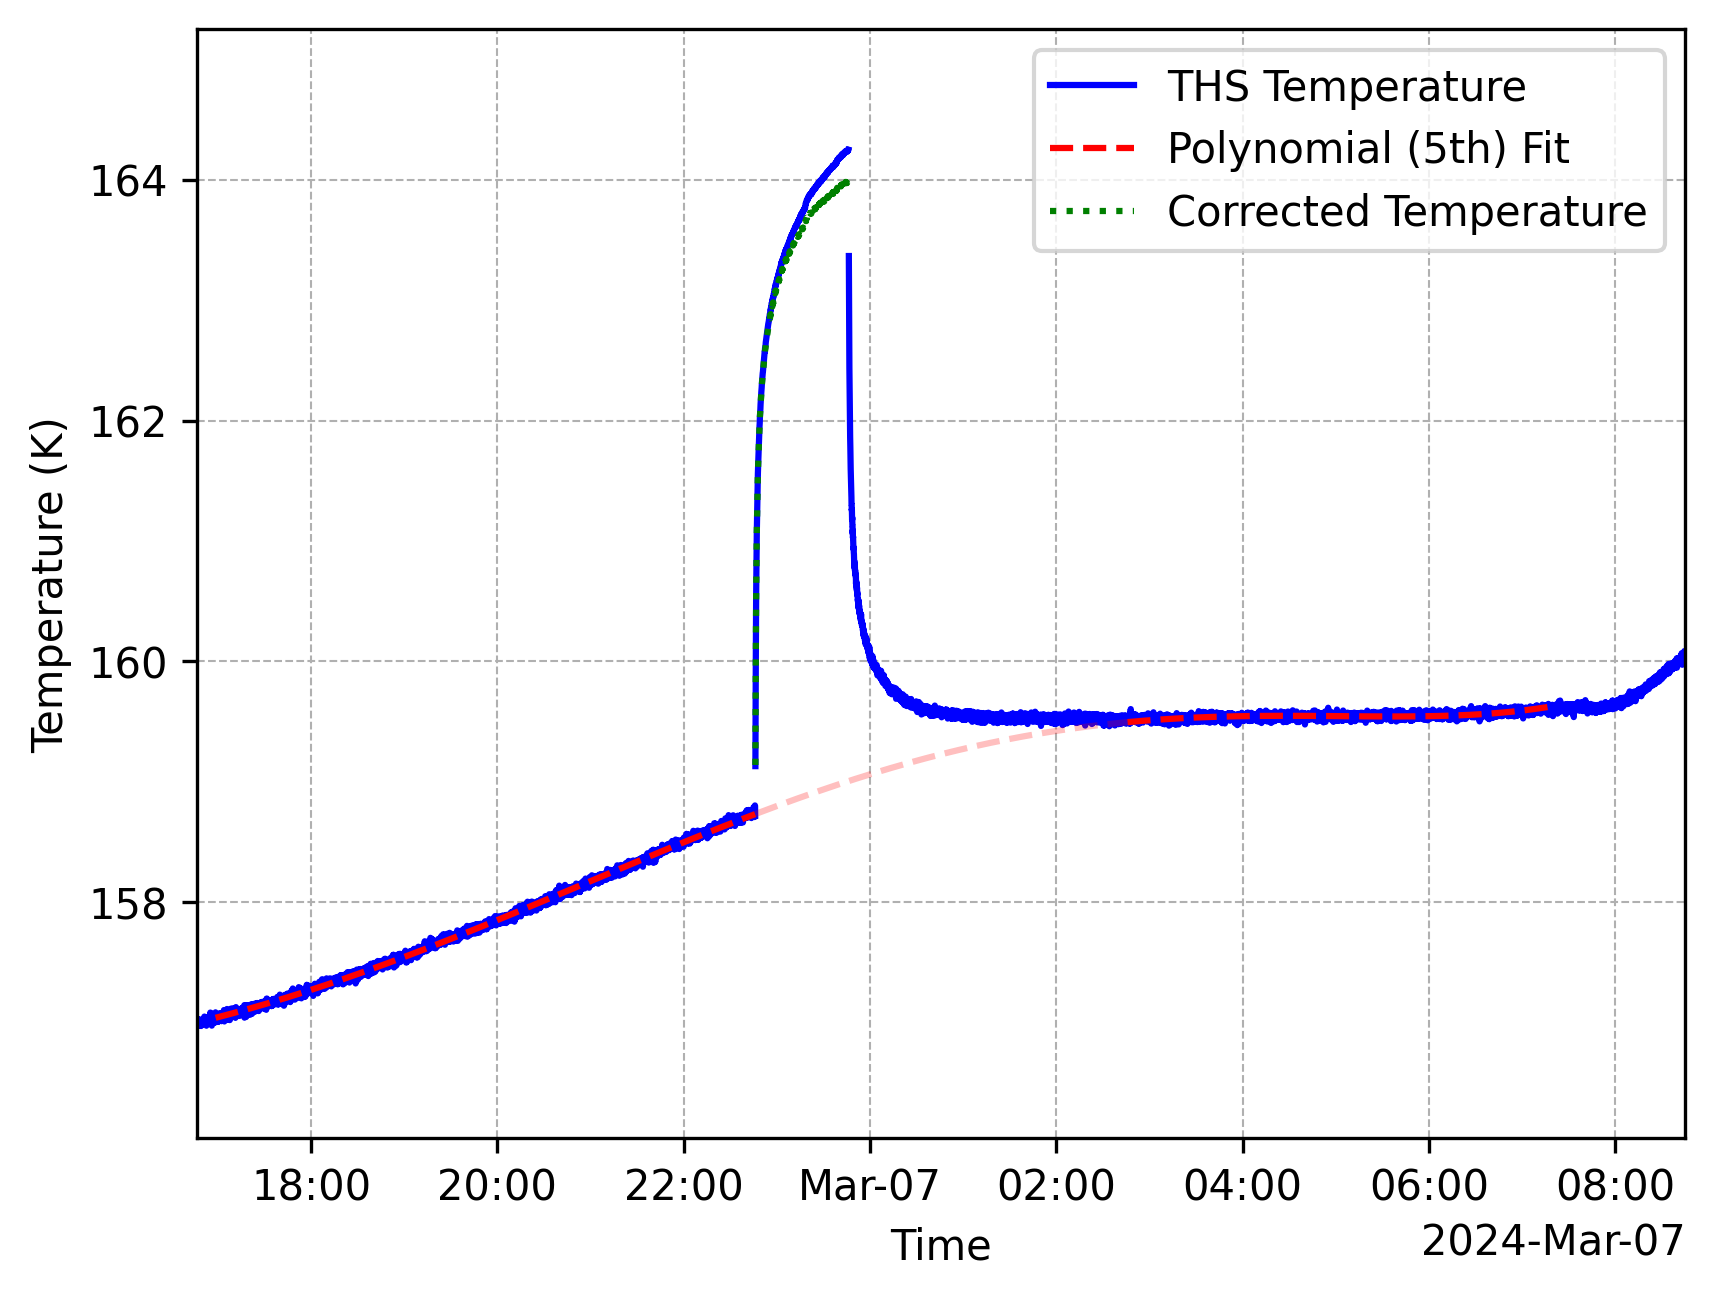 THS Temperature
Polynomial (5th) Fit
Corrected Temperature
164
162
160
158
Temperature (K)
18:00 20:00 22:00 Mar-07 02:00 04:00 06:00 08:00
Time
2024-Mar-07